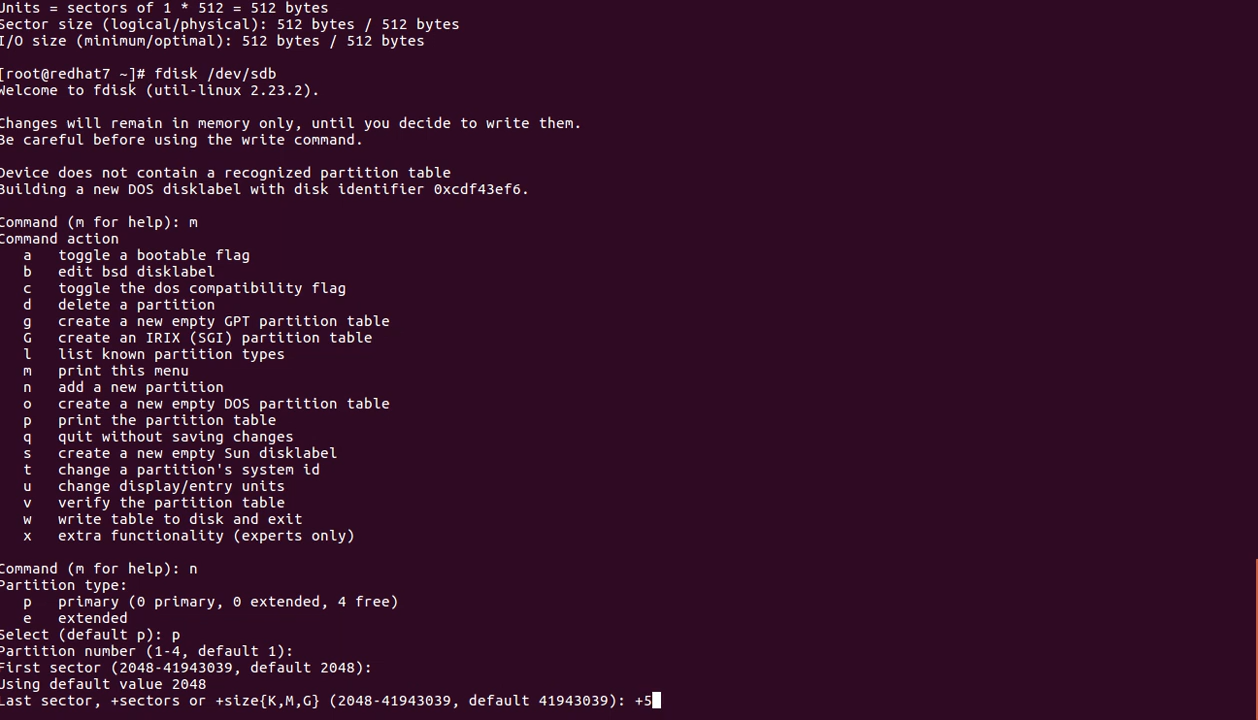 Units = sectors of 1 * 512 = 512 bytes
Sector size (logical/physical): 512 bytes / 512 bytes
I/O size (minimum/optimal): 512 bytes / 512 bytes
[root@redhat7 ~]# fdisk /dev/sdb
Welcome to fdisk (util-linux 2.23.2).
Changes will remain in memory only, until you decide to write them.
Be careful before using the write command.
Device does not contain a recognized partition table
Building a new DOS disklabel with disk identifier 0xcdf43ef6.
Command (m for help): m
Command action
a toggle a bootable flag
b edit bsd disklabel
c toggle the dos compatibility flag
d delete a partition
g create a new empty GPT partition table
G create an IRIX (SGI) partition table
l list known partition types
m print this menu
n add a new partition
o create a new empty DOS partition table
p print the partition table
q quit without saving changes
s create a new empty Sun disklabel
t change a partition's system id
u change display/entry units
v verify the partition table
w write table to disk and exit
x extra functionality (experts only)
Command (m for help): n
Partition type:
p primary (0 primary, 0 extended, 4 free)
e extended
Select (default p): p
Partition number (1-4, default 1):
First sector (2048-41943039, default 2048):
Using default value 2048
Last sector, +sectors or +size{K,M,G} (2048-41943039, default 41943039): +5